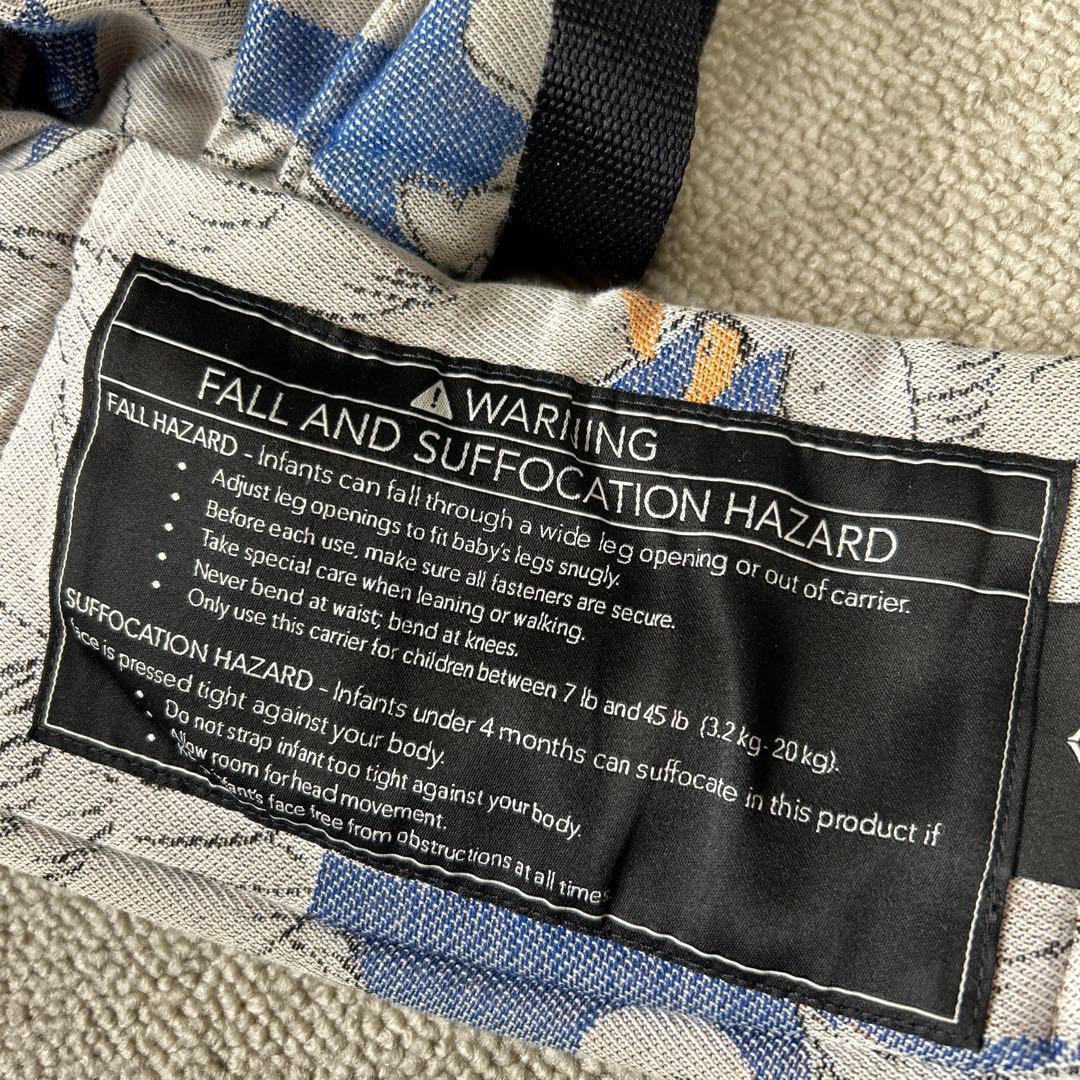 WARNING
FALL AND SUFFOCATION HAZARD
FALL HAZARD - Infants can fall through a wide leg opening or out of carrier.
• Adjust leg openings to fit baby's legs snugly.
• Before each use, make sure all fasteners are secure.
• Take special care when leaning or walking.
• Never bend at waist; bend at knees.
• Only use this carrier for children between 7 lb and 45 lb (3.2 kg - 20 kg).
SUFFOCATION HAZARD - Infants under 4 months can suffocate in this product if
face is pressed tight against your body.
• Do not strap infant too tight against your body.
• Allow room for head movement.
face free from obstructions at all times